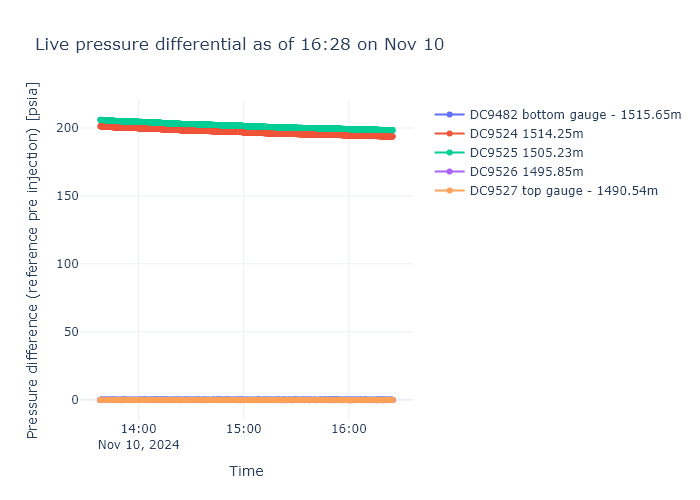 Live pressure differential as of 16:28 on Nov 10
Pressure difference (reference pre injection) [psia]
200
150
100
50
0
14:00
Nov 10, 2024
15:00
16:00
Time
DC9482 bottom gauge - 1515.65m
DC9524 1514.25m
DC9525 1505.23m
DC9526 1495.85m
DC9527 top gauge - 1490.54m